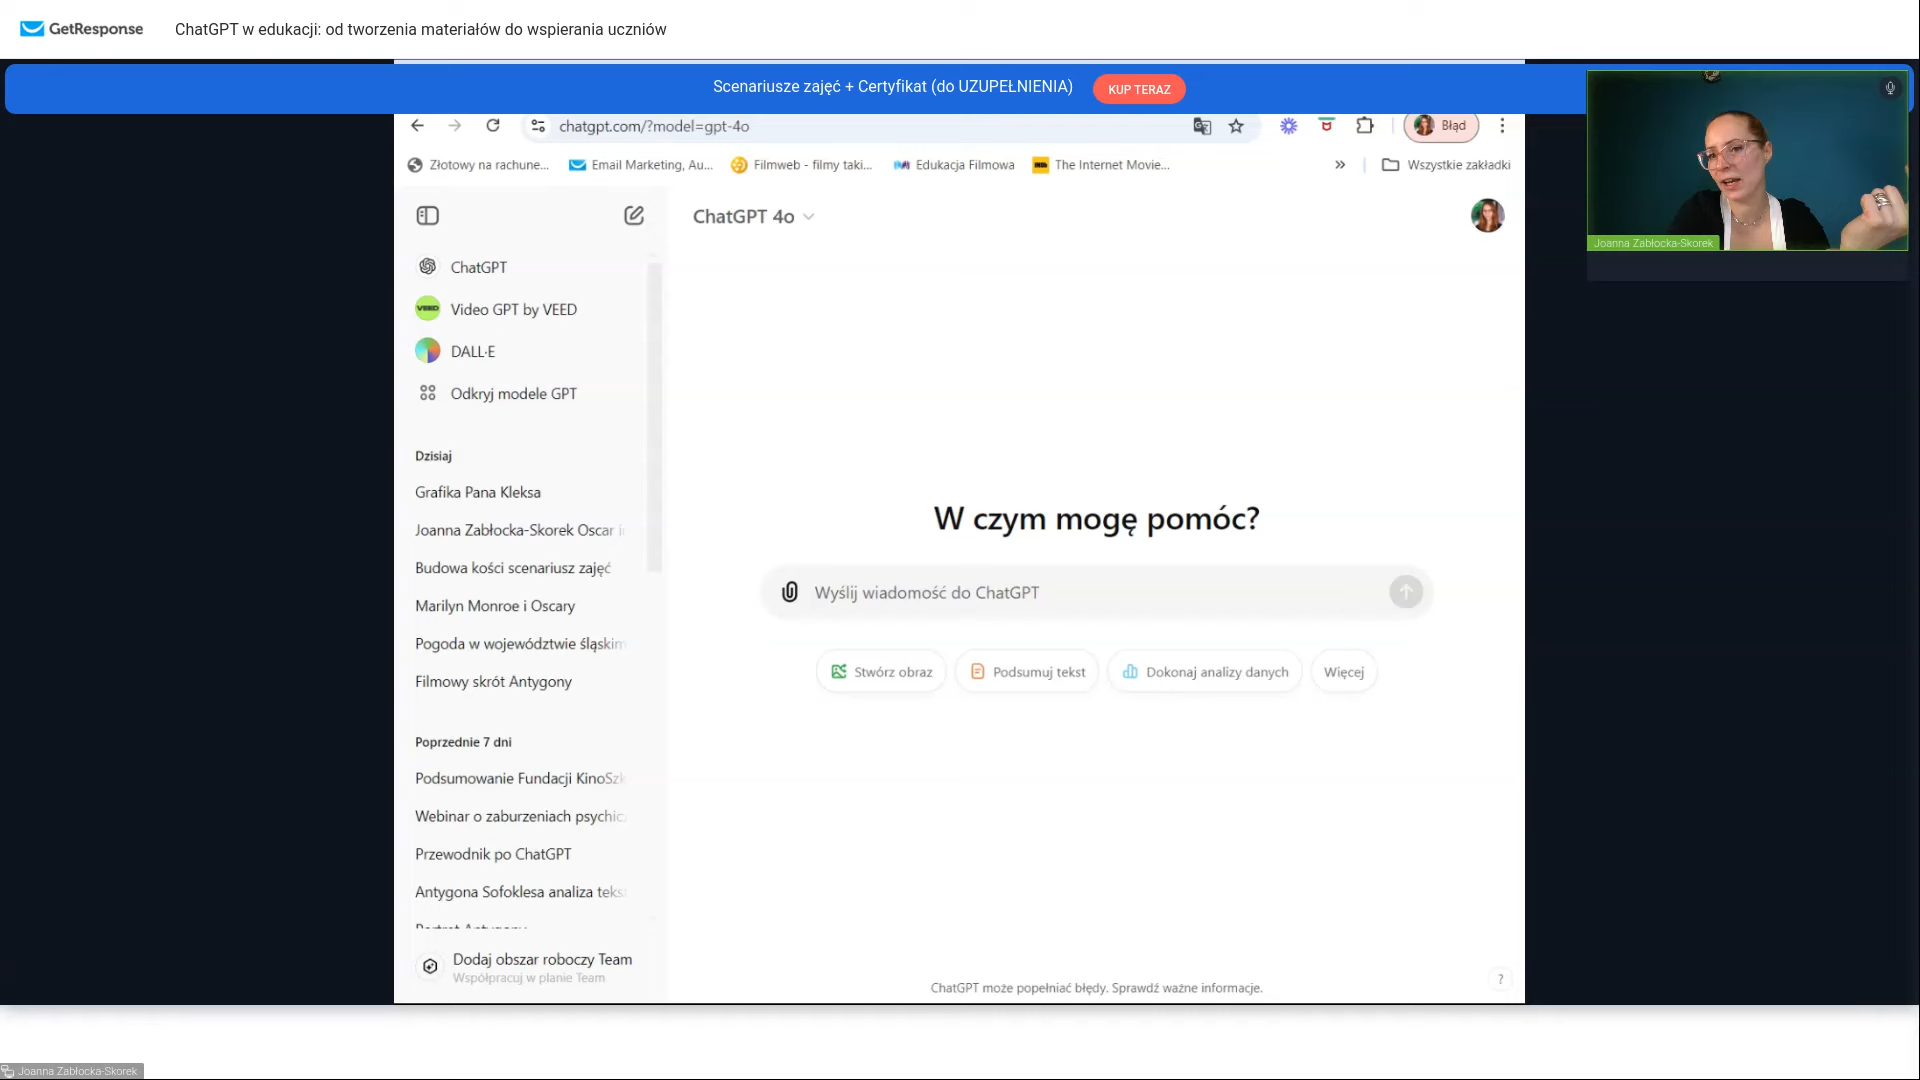 GetResponse
ChatGPT w edukacji: od tworzenia materiałów do wspierania uczniów
Scenariusze zajęć + Certyfikat (do UZUPEŁNIENIA)
KUP TERAZ
chatgpt.com/?model=gpt-4o
Błąd
Złotowy na rachune...
Email Marketing, Au...
Filmweb - filmy taki...
Edukacja Filmowa
The Internet Movie...
»
Wszystkie zakładki
Joanna Zabłocka-Skorek
ChatGPT 4o
ChatGPT
VEED
Video GPT by VEED
DALL·E
Odkryj modele GPT
Dzisiaj
Grafika Pana Kleksa
Joanna Zabłocka-Skorek Oscar i
Budowa kości scenariusz zajęć
Marilyn Monroe i Oscary
Pogoda w województwie śląskim
Filmowy skrót Antygony
Poprzednie 7 dni
Podsumowanie Fundacji KinoSzk
Webinar o zaburzeniach psychic
Przewodnik po ChatGPT
Antygona Sofoklesa analiza teks
Portret Antygony
Dodaj obszar roboczy Team
Współpracuj w planie Team
W czym mogę pomóc?
Wyślij wiadomość do ChatGPT
Stwórz obraz
Podsumuj tekst
Dokonaj analizy danych
Więcej
ChatGPT może popełniać błędy. Sprawdź ważne informacje.
?
Joanna Zabłocka-Skorek